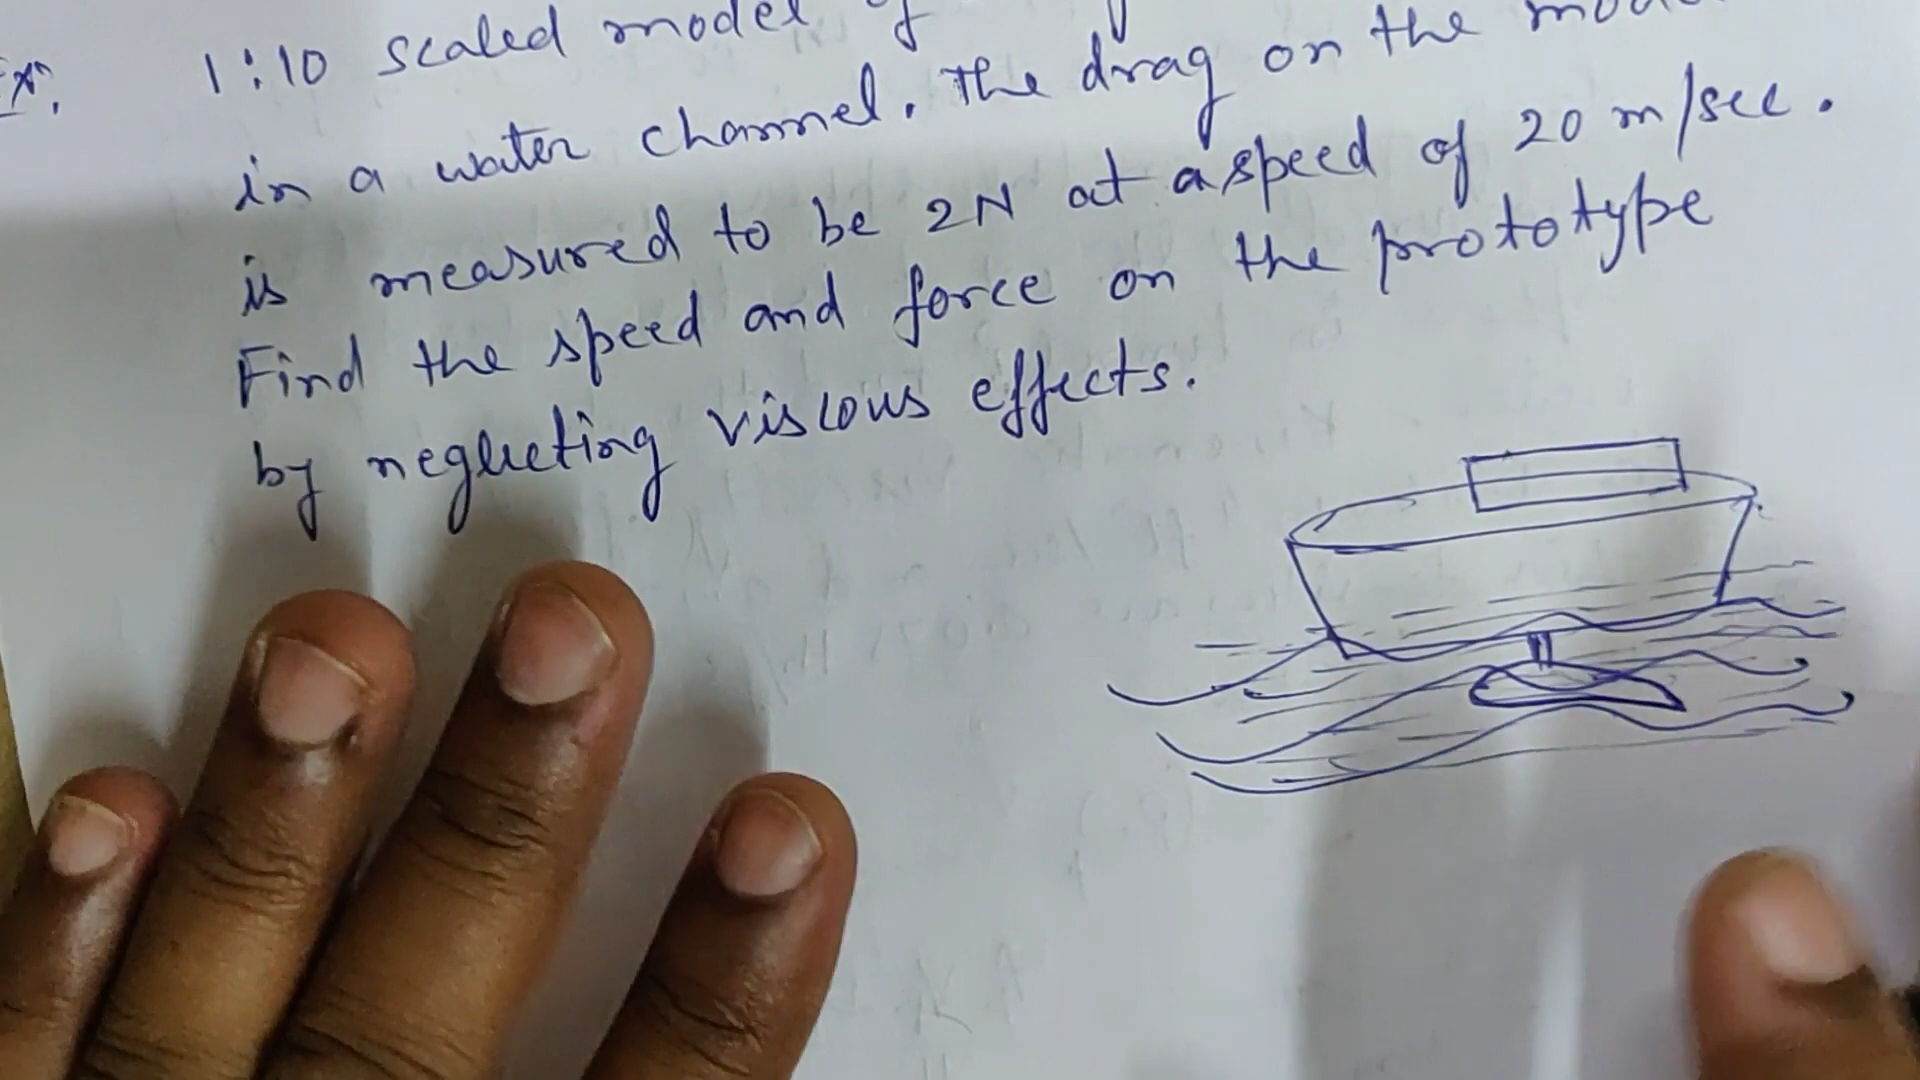 Ex. 1:10 scaled model of
in a water channel. The drag on the
is measured to be 2N at a speed of 20 m/sec.
Find the speed and force on the prototype
by neglecting viscous effects.